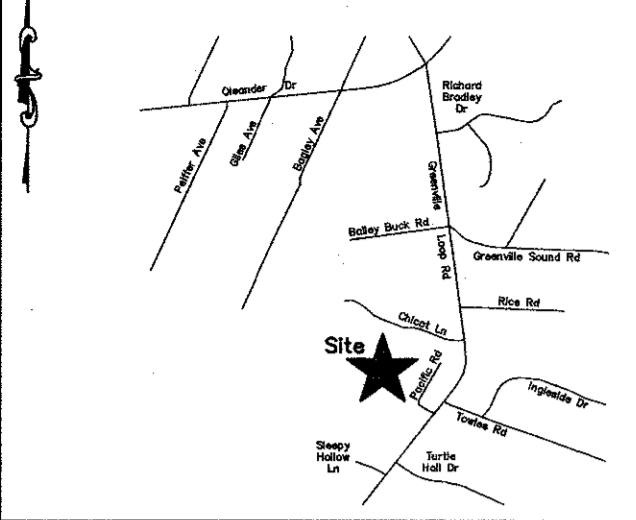 Oleander Dr
Richard
Bradley
Dr
Peiffer Ave
Giles Ave
Bagley Ave
Greenville
Loop Rd
Bailey Buck Rd
Greenville Sound Rd
Rice Rd
Chicot Ln
Site
Pacific Rd
Ingleside Dr
Towles Rd
Sleepy
Hollow
Ln
Turtle
Hall Dr